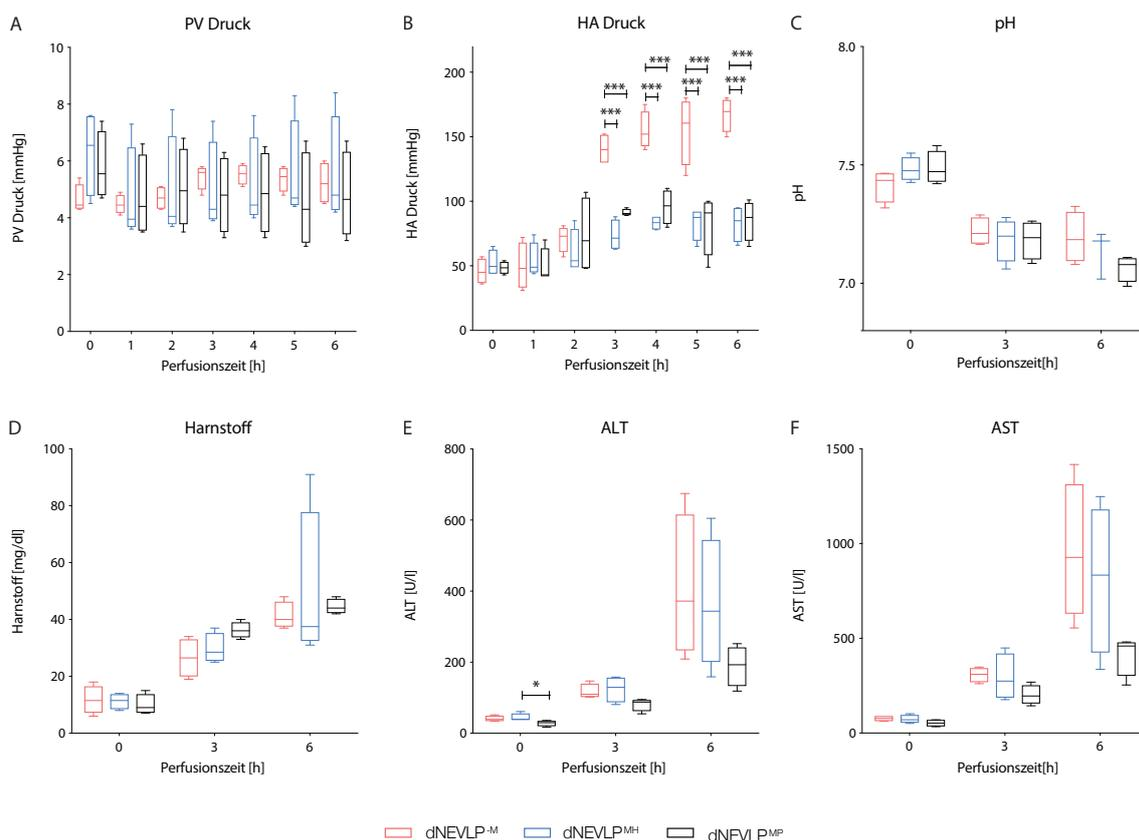 A PV Druck
PV Druck [mmHg]
10
8
6
4
2
0
0 1 2 3 4 5 6
Perfusionszeit [h]
B HA Druck
HA Druck [mmHg]
200
150
100
50
0
*** *** *** *** *** *** *** ***
0 1 2 3 4 5 6
Perfusionszeit [h]
C pH
pH
8.0
7.5
7.0
0 3 6
Perfusionszeit[h]
D Harnstoff
Harnstoff [mg/dl]
100
80
60
40
20
0
0 3 6
Perfusionszeit [h]
E ALT
ALT [U/l]
800
600
400
200
0
*
0 3 6
Perfusionszeit [h]
F AST
AST [U/l]
1500
1000
500
0
0 3 6
Perfusionszeit[h]
dNEVLP-M dNEVLPMH dNEVLPMP